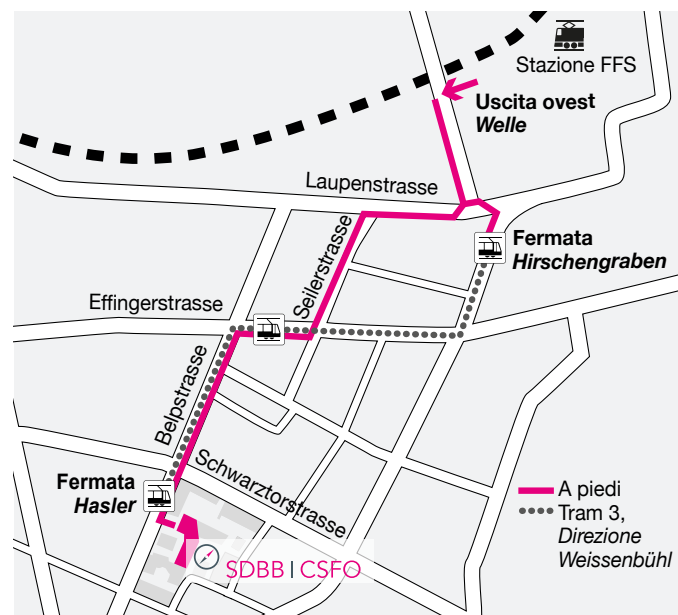 Stazione FFS
Uscita ovest
Welle
Laupenstrasse
Seilerstrasse
Fermata
Hirschengraben
Effingerstrasse
Belpstrasse
Schwarztorstrasse
Fermata
Hasler
A piedi
Tram 3,
Direzione
Weissenbühl
SDBB | CSFO